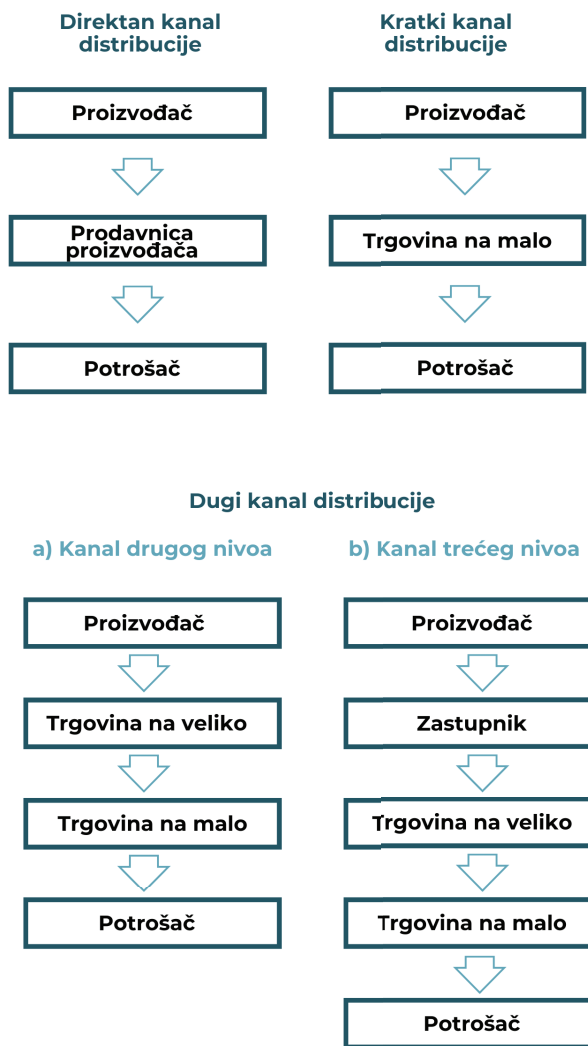 Direktan kanal
distribucije
Proizvođač
Prodavnica
proizvođača
Potrošač
Kratki kanal
distribucije
Proizvođač
Trgovina na malo
Potrošač
Dugi kanal distribucije
a) Kanal drugog nivoa
Proizvođač
Trgovina na veliko
Trgovina na malo
Potrošač
b) Kanal trećeg nivoa
Proizvođač
Zastupnik
Trgovina na veliko
Trgovina na malo
Potrošač